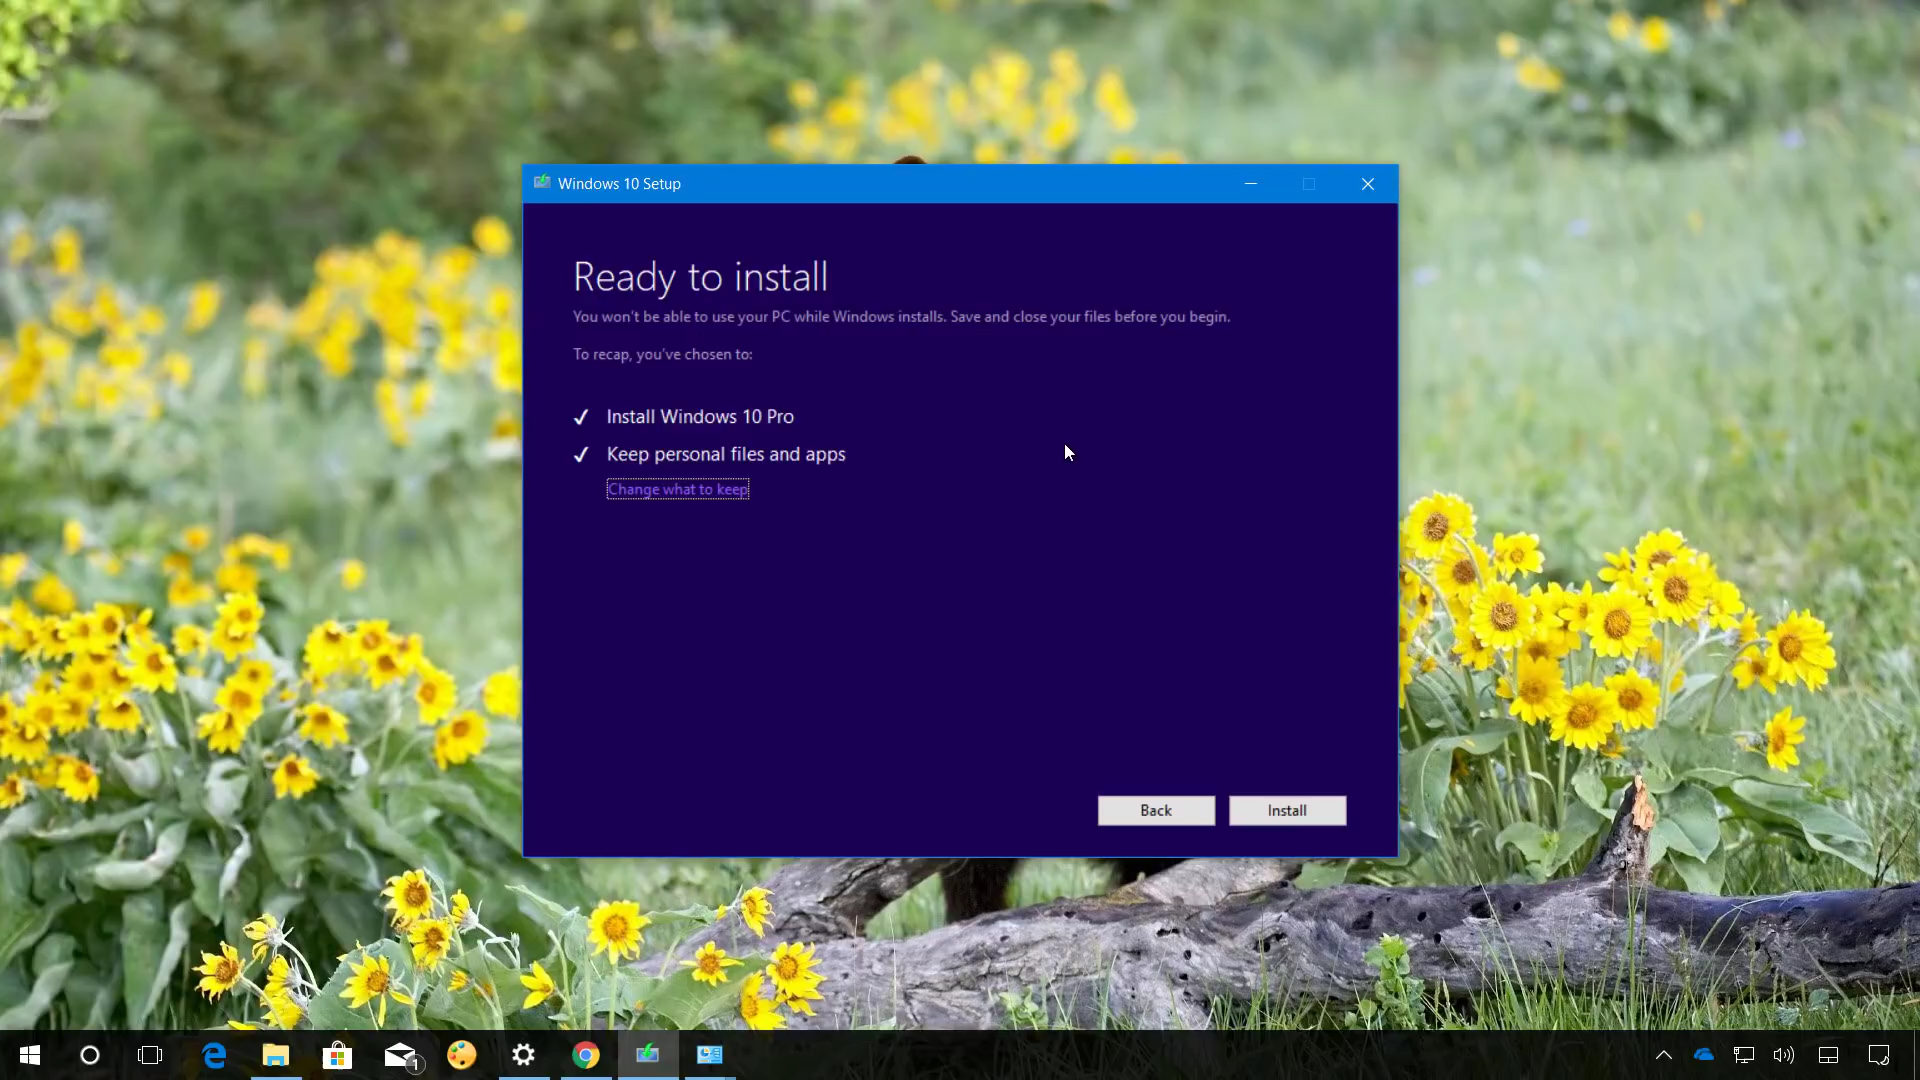 Windows 10 Setup
Ready to install
You won't be able to use your PC while Windows installs. Save and close your files before you begin.
To recap, you've chosen to:
Install Windows 10 Pro
Keep personal files and apps
Change what to keep
Back
Install
1